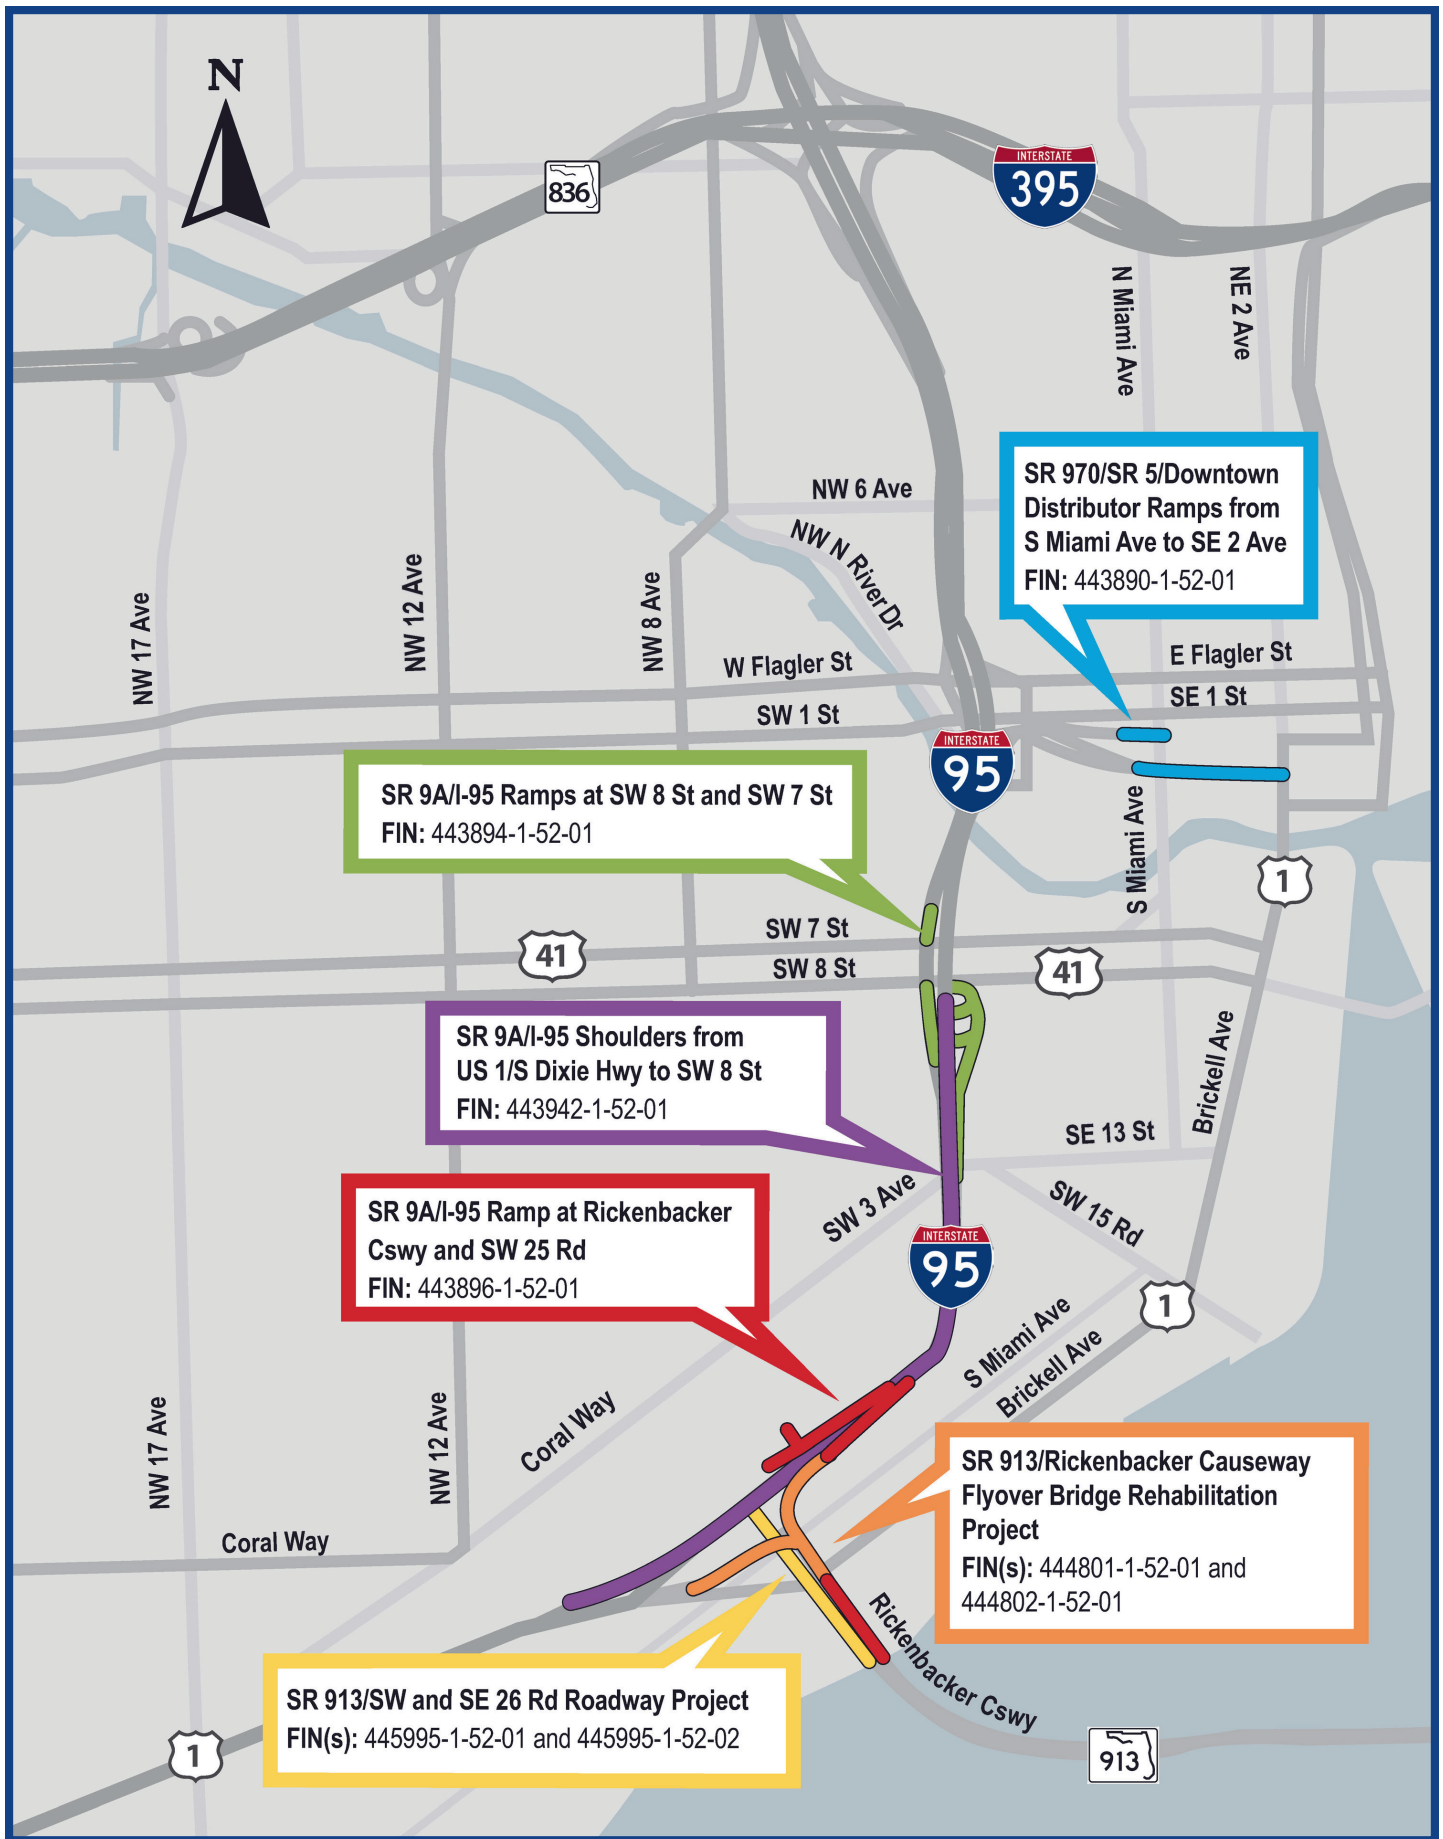 N
836
INTERSTATE
395
N Miami Ave
NE 2 Ave
SR 970/SR 5/Downtown
Distributor Ramps from
S Miami Ave to SE 2 Ave
FIN: 443890-1-52-01
NW 6 Ave
NW N River Dr
NW 17 Ave
NW 12 Ave
NW 8 Ave
W Flagler St
E Flagler St
SW 1 St
SE 1 St
INTERSTATE
95
SR 9A/I-95 Ramps at SW 8 St and SW 7 St
FIN: 443894-1-52-01
S Miami Ave
1
SW 7 St
41
SW 8 St
41
SR 9A/I-95 Shoulders from
US 1/S Dixie Hwy to SW 8 St
FIN: 443942-1-52-01
Brickell Ave
SE 13 St
SW 3 Ave
SW 15 Rd
SR 9A/I-95 Ramp at Rickenbacker
Cswy and SW 25 Rd
FIN: 443896-1-52-01
INTERSTATE
95
1
S Miami Ave
Brickell Ave
NW 17 Ave
NW 12 Ave
Coral Way
SR 913/Rickenbacker Causeway
Flyover Bridge Rehabilitation
Project
FIN(s): 444801-1-52-01 and
444802-1-52-01
Coral Way
Rickenbacker Cswy
SR 913/SW and SE 26 Rd Roadway Project
FIN(s): 445995-1-52-01 and 445995-1-52-02
1
913